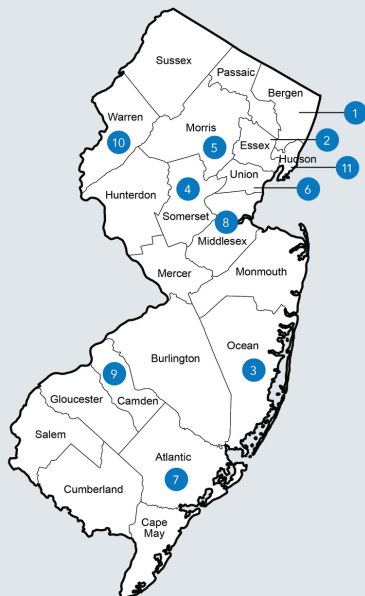 Sussex
Passaic
Bergen
1
Warren
10
Morris
5
Essex
2
Hudson
11
Union
6
4
Hunterdon
Somerset
8
Middlesex
Mercer
Monmouth
Ocean
3
Burlington
9
Gloucester
Camden
Salem
Atlantic
7
Cumberland
Cape
May